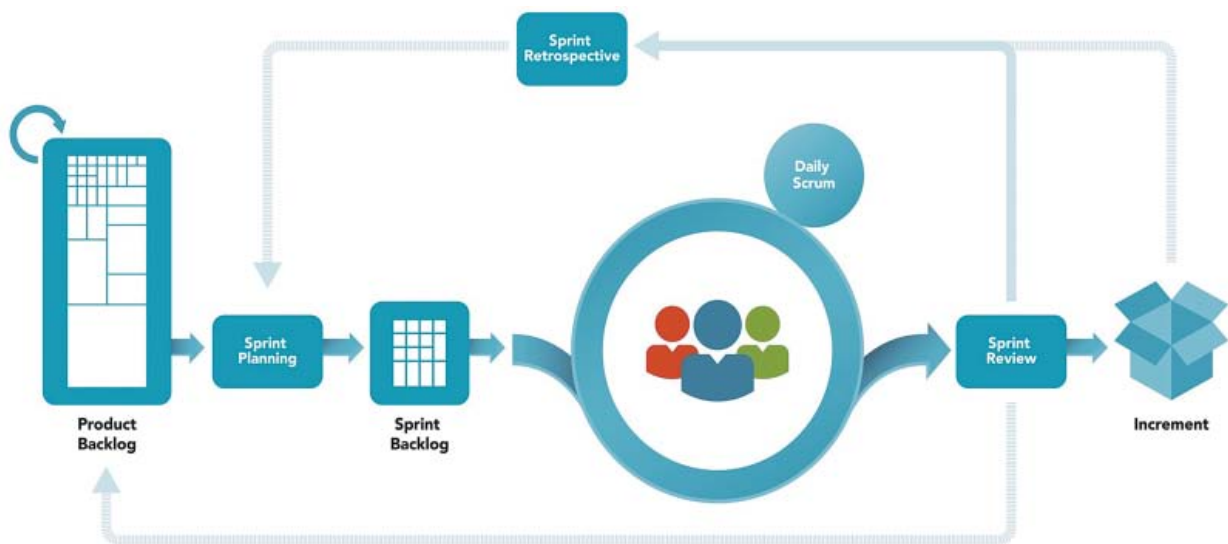 Sprint
Retrospective
Daily
Scrum
Sprint
Planning
Sprint
Review
Product
Backlog
Sprint
Backlog
Increment